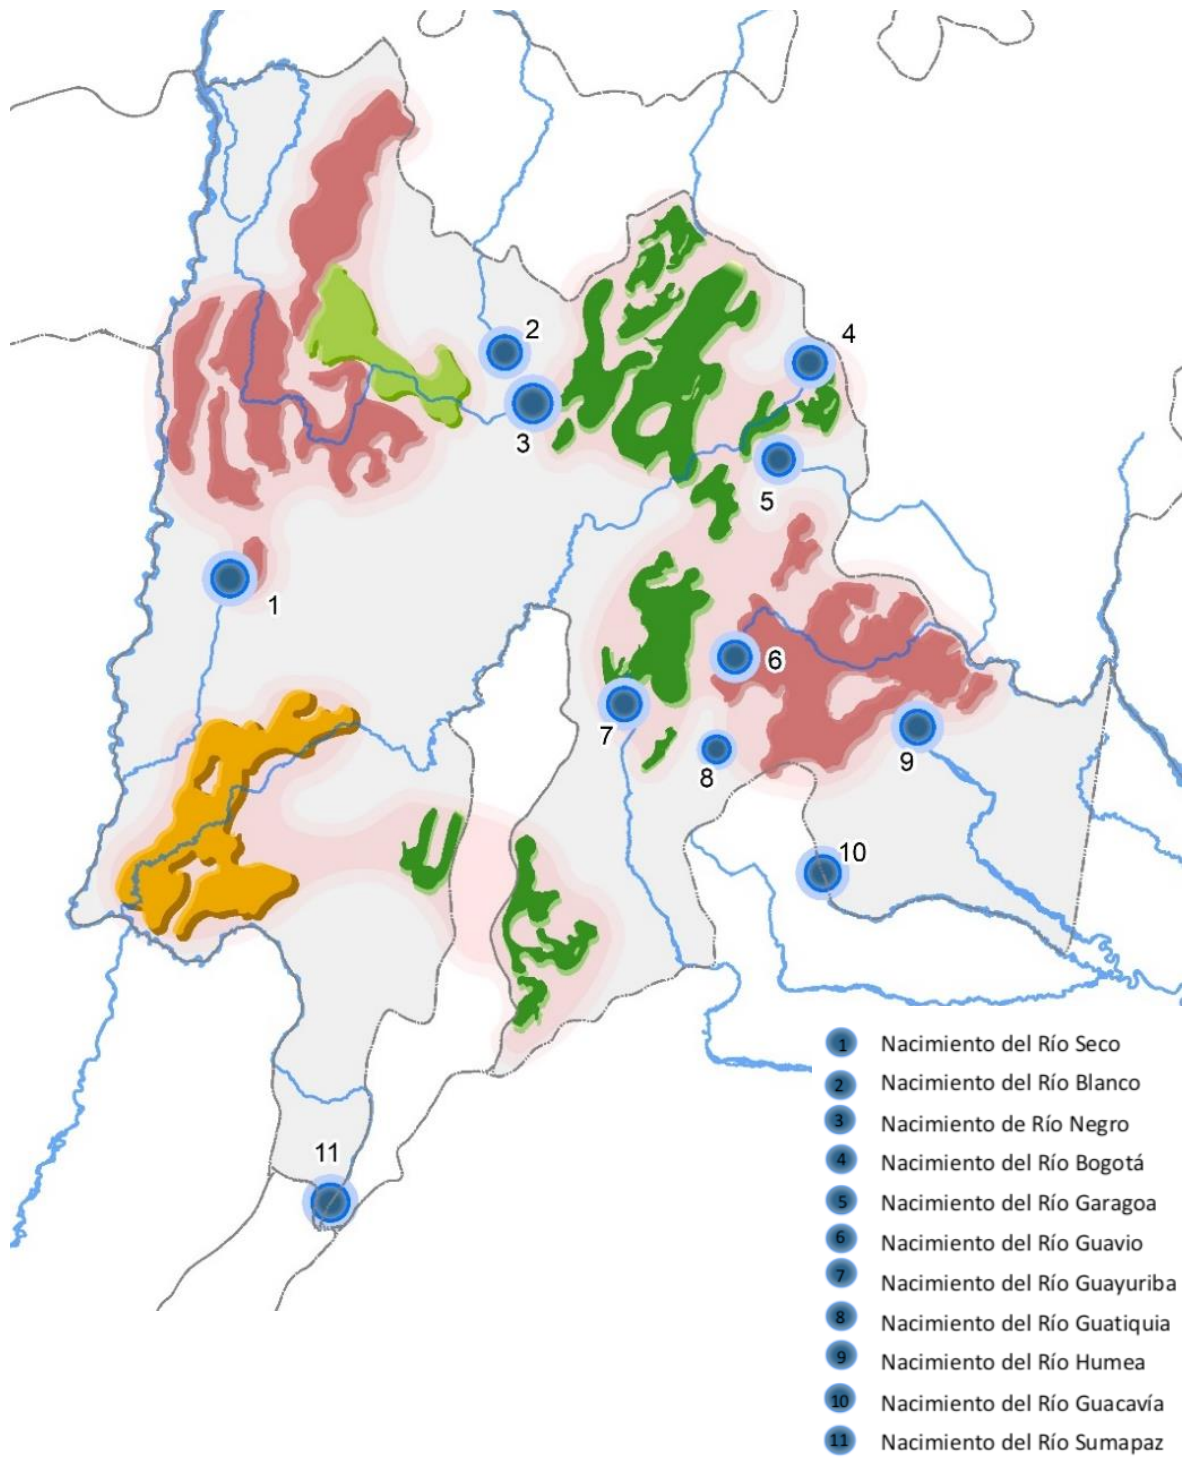 2
4
3
5
1
6
7
8
9
10
11
1 Nacimiento del Río Seco
2 Nacimiento del Río Blanco
3 Nacimiento de Río Negro
4 Nacimiento del Río Bogotá
5 Nacimiento del Río Garagoa
6 Nacimiento del Río Guavio
7 Nacimiento del Río Guayuriba
8 Nacimiento del Río Guatiquia
9 Nacimiento del Río Humea
10 Nacimiento del Río Guacavía
11 Nacimiento del Río Sumapaz